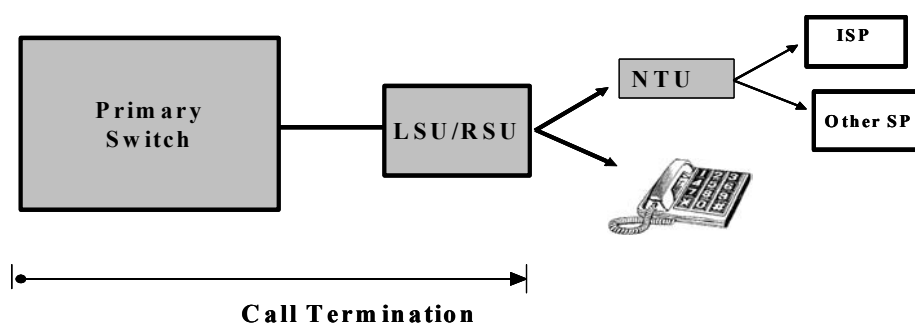 Primary
Switch
LSU/RSU
NTU
ISP
Other SP
Call Termination